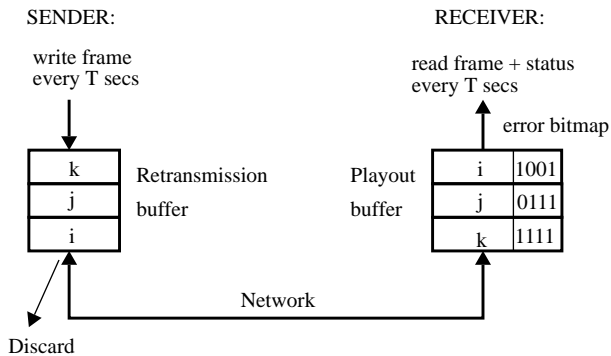 SENDER:
RECEIVER:
write frame
every T secs
read frame + status
every T secs
error bitmap
k
j
i
Retransmission
buffer
Playout
buffer
i 1001
j 0111
k 1111
Network
Discard